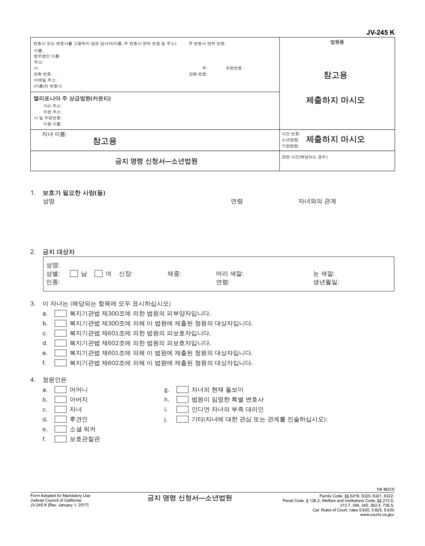 JV-245 K
변호사 또는 변호사를 고용하지 않은 당사자(이름, 주 변호사 면허 번호 및 주소): 주 변호사 면허 번호:
법원용
이름:
법무법인 이름:
주소:
시: 주: 우편번호:
전화 번호: 전화 번호:
이메일 주소:
(이름)의 변호사:
참고용
캘리포니아 주 상급법원(카운티)
제출하지 마시오
거리 주소:
우편 주소:
시 및 우편번호:
지원 이름:
자녀 이름:
참고용
사건 번호:
소년법원:
가정법원:
제출하지 마시오
금지 명령 신청서—소년법원
관련 사건(해당되는 경우):
1. 보호가 필요한 사람(들)
성명 연령 자녀와의 관계
2. 금지 대상자
성명:
성별: 남 여 신장: 체중: 머리 색깔: 눈 색깔:
인종: 연령: 생년월일:
3. 이 자녀는 (해당되는 항목에 모두 표시하십시오)
a. 복지기관법 제300조에 의한 법원의 피부양자입니다.
b. 복지기관법 제300조에 의해 이 법원에 제출된 청원의 대상자입니다.
c. 복지기관법 제601조에 의한 법원의 피보호자입니다.
d. 복지기관법 제602조에 의한 법원의 피보호자입니다.
e. 복지기관법 제601조에 의해 이 법원에 제출된 청원의 대상자입니다.
f. 복지기관법 제602조에 의해 이 법원에 제출된 청원의 대상자입니다.
4. 청원인은
a. 어머니 g. 자녀의 현재 돌보미
b. 아버지 h. 법원이 임명한 특별 변호사
c. 자녀 i. 인디언 자녀의 부족 대리인
d. 후견인 j. 기타(자녀에 대한 관심 또는 관계를 진술하십시오):
e. 소셜 워커
f. 보호관찰관
1/4 페이지
Form Adopted for Mandatory Use
Judicial Council of California
JV-245 K [Rev. January 1, 2017]
금지 명령 신청서—소년법원
Family Code, §§ 6218, 6320, 6321, 6322;
Penal Code, § 136.2; Welfare and Institutions Code, §§ 213.5,
213.7, 304, 345, 362.4, 726.5;
Cal. Rules of Court, rules 5.620, 5.625, 5.630
www.courts.ca.gov